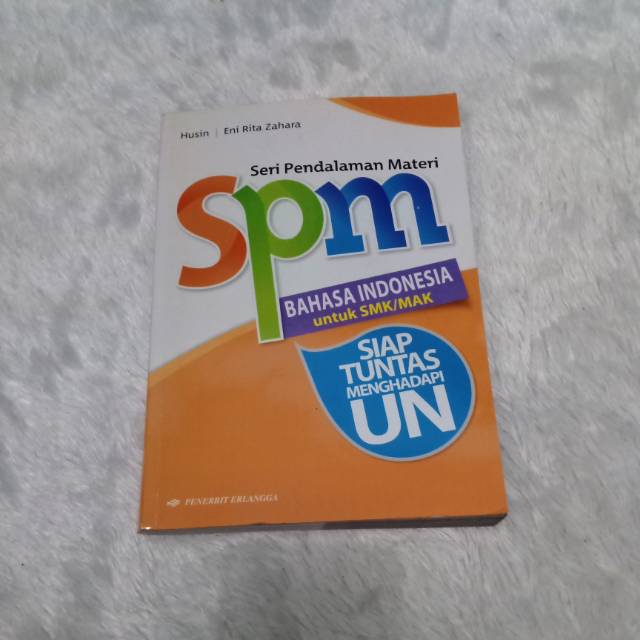 Husin | Eni Rita Zahara
Seri Pendalaman Materi
spm
BAHASA INDONESIA
untuk SMK/MAK
SIAP
TUNTAS
MENGHADAPI
UN
PENERBIT ERLANGGA